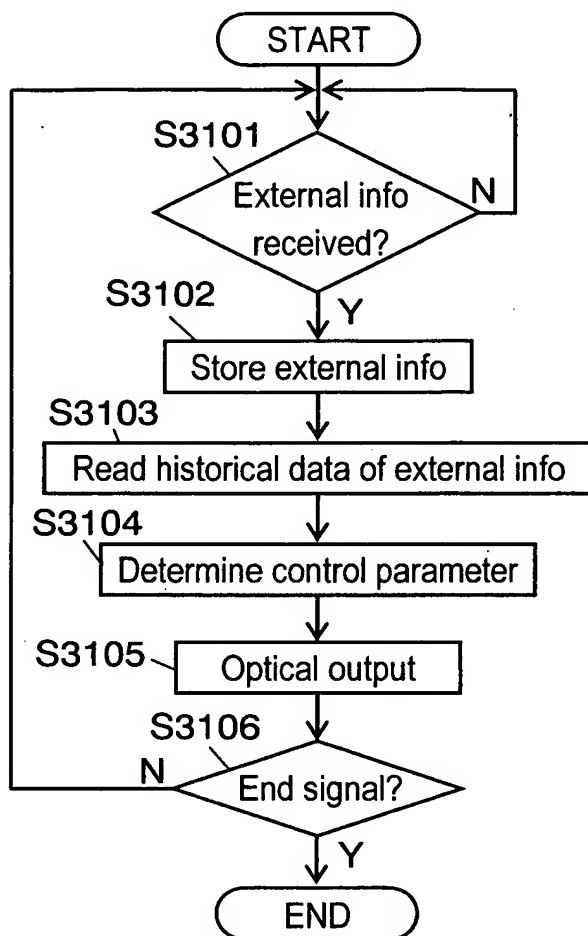 START
S3101
External info
received?
N
Y
S3102
Store external info
S3103
Read historical data of external info
S3104
Determine control parameter
S3105
Optical output
S3106
N
End signal?
Y
END